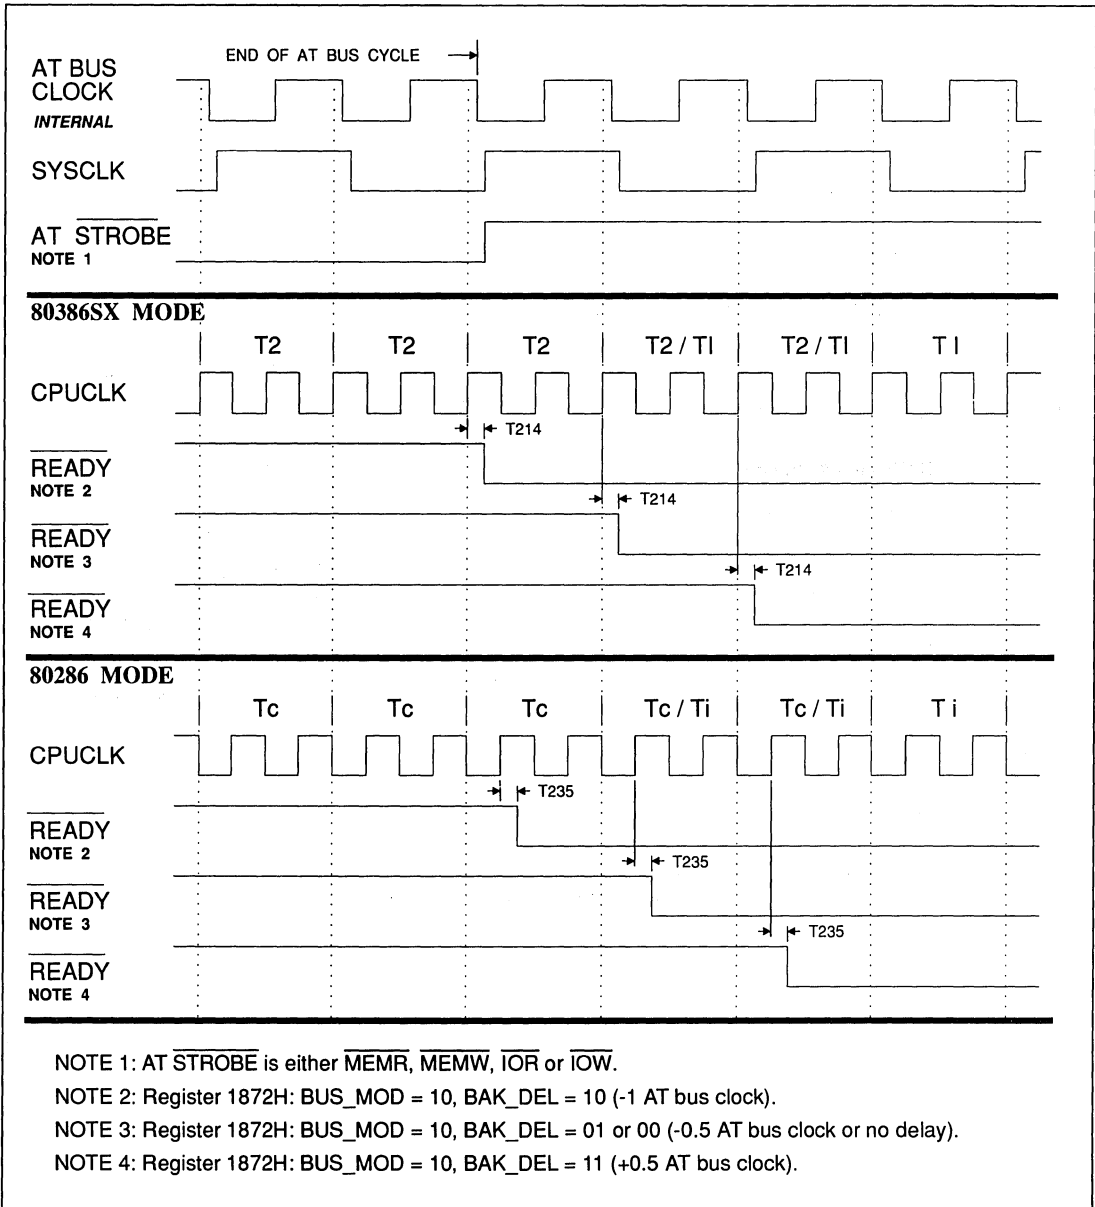 END OF AT BUS CYCLE
AT BUS
CLOCK
INTERNAL
SYSCLK
AT STROBE
NOTE 1
80386SX MODE
T2 T2 T2 T2 / TI T2 / TI T I
CPUCLK
T214
READY
NOTE 2
T214
READY
NOTE 3
T214
READY
NOTE 4
80286 MODE
Tc Tc Tc Tc / Ti Tc / Ti T i
CPUCLK
T235
READY
NOTE 2
T235
READY
NOTE 3
T235
READY
NOTE 4
NOTE 1: AT STROBE is either MEMR, MEMW, IOR or IOW.
NOTE 2: Register 1872H: BUS_MOD = 10, BAK_DEL = 10 (-1 AT bus clock).
NOTE 3: Register 1872H: BUS_MOD = 10, BAK_DEL = 01 or 00 (-0.5 AT bus clock or no delay).
NOTE 4: Register 1872H: BUS_MOD = 10, BAK_DEL = 11 (+0.5 AT bus clock).